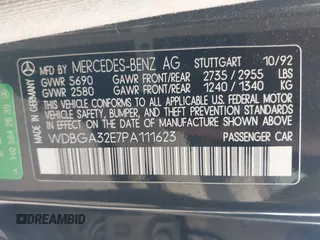 MFD BY MERCEDES-BENZ AG STUTTGART 10/92
GVWR 5690 GAWR FRONT/REAR 2735 / 2955 LBS
GVWR 2580 GAWR FRONT/REAR 1240 / 1340 KG
THIS VEHICLE CONFORMS TO ALL APPLICABLE U.S. FEDERAL
MOTOR VEHICLE SAFETY, BUMPER, AND THEFT PREVENTION
STANDARDS IN EFFECT ON THE DATE OF MANUFACTURE
SHOWN ABOVE.
WDBGA32E7PA111623 PASSENGER CAR
MADE IN GERMANY
DREAMBID